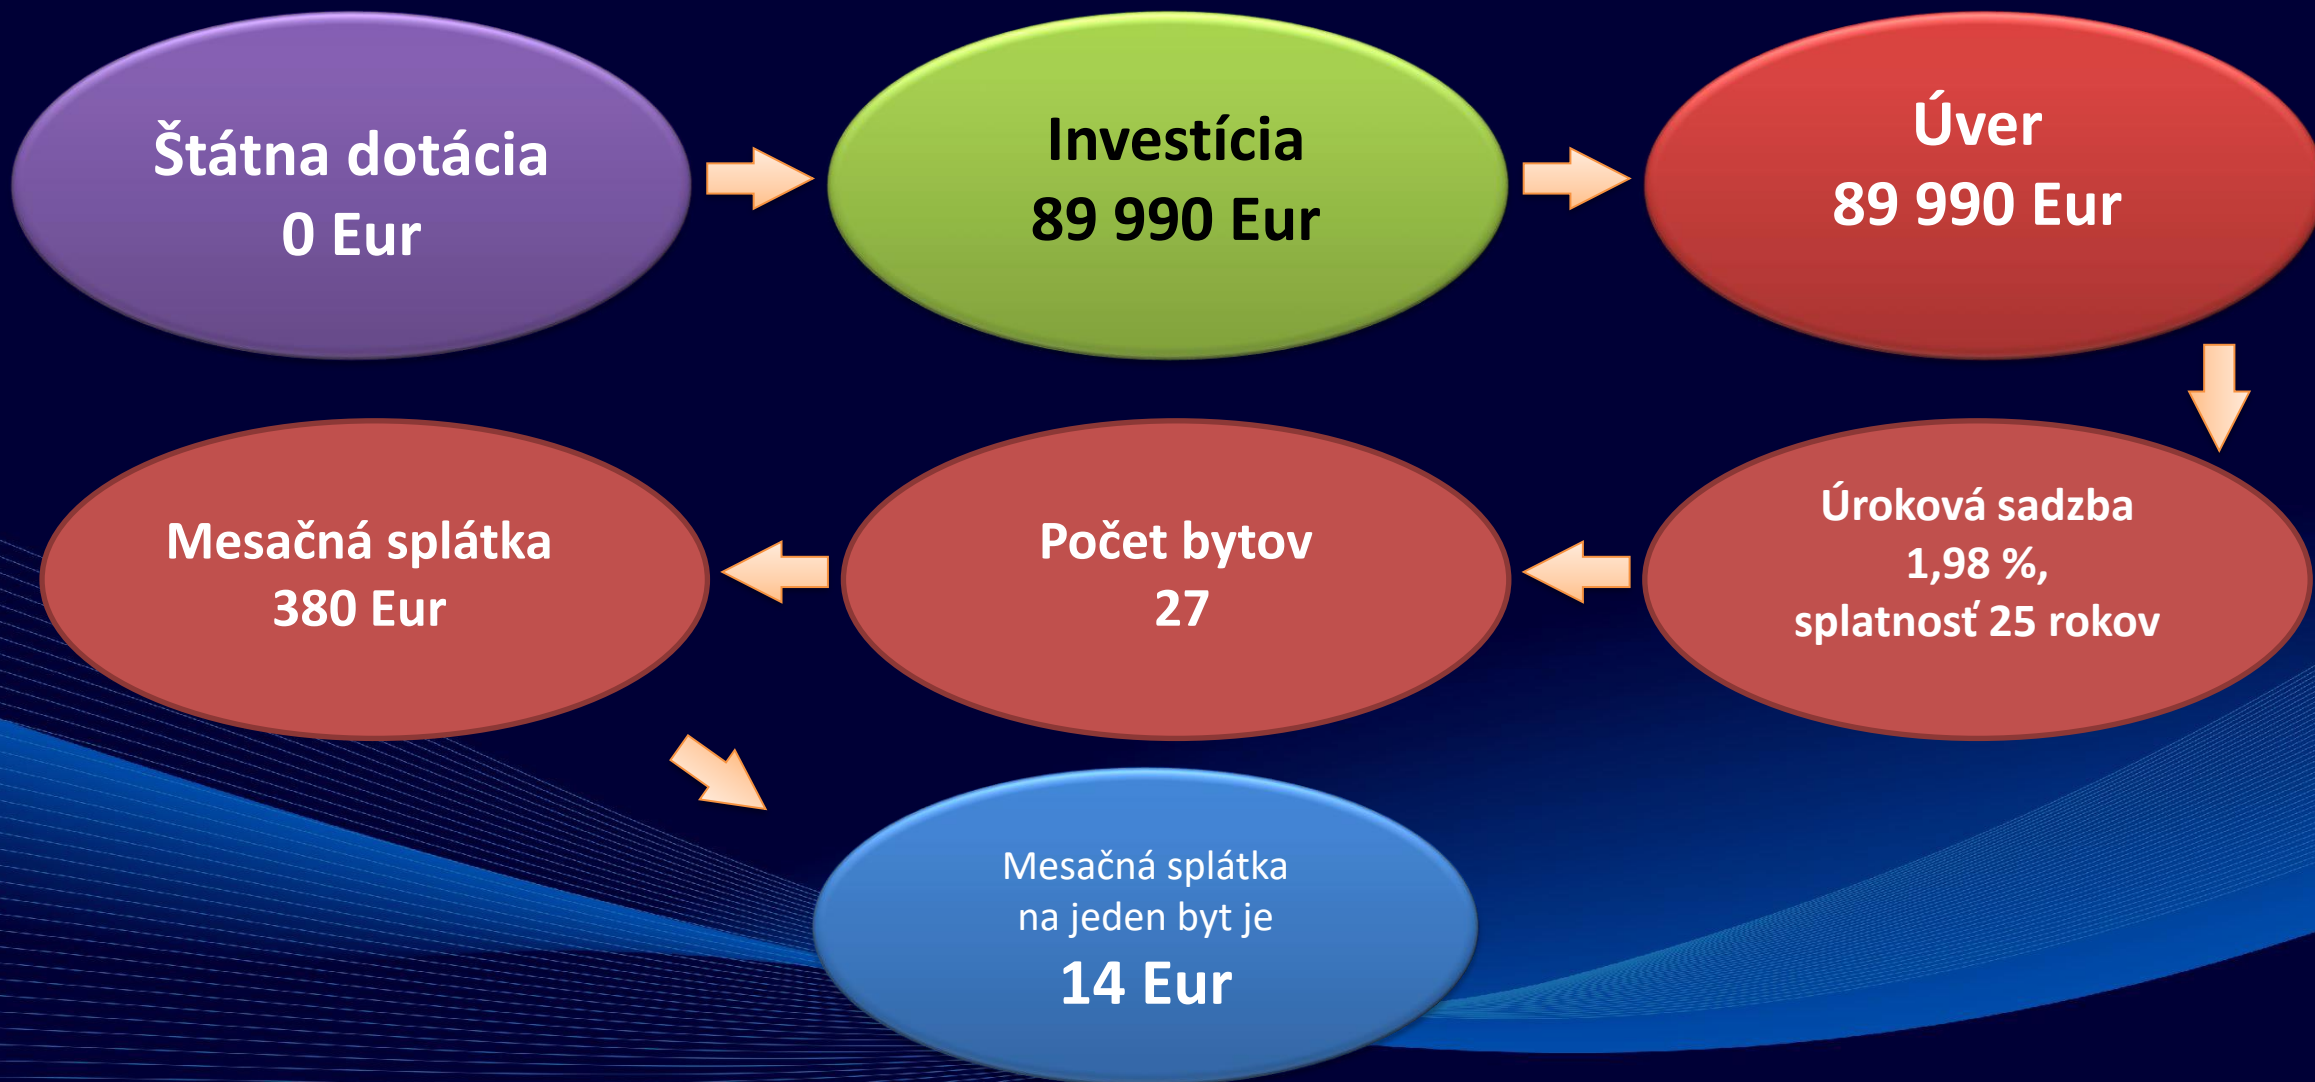 Štátna dotácia
0 Eur
Investícia
89 990 Eur
Úver
89 990 Eur
Úroková sadzba
1,98 %,
splatnosť 25 rokov
Počet bytov
27
Mesačná splátka
380 Eur
Mesačná splátka
na jeden byt je
14 Eur